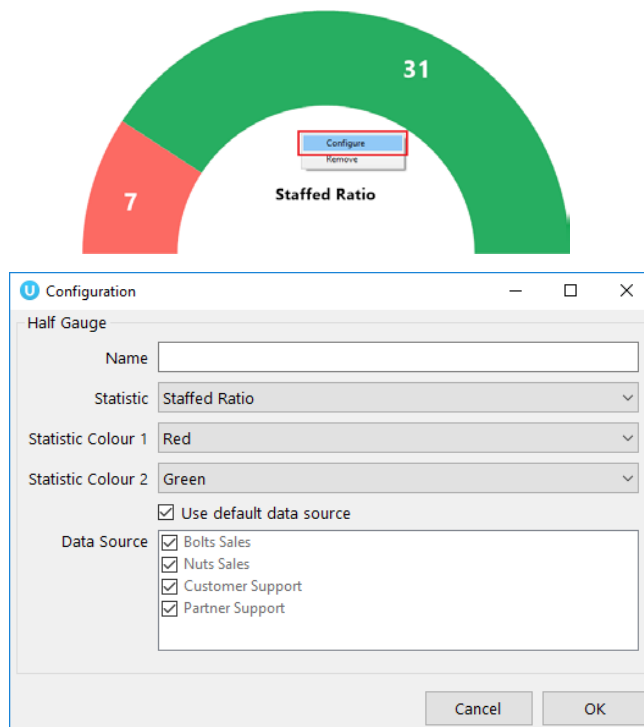 31
Configure
Remove
7
Staffed Ratio
U Configuration
Half Gauge
Name
Statistic Staffed Ratio
Statistic Colour 1 Red
Statistic Colour 2 Green
Use default data source
Data Source Bolts Sales
Nuts Sales
Customer Support
Partner Support
Cancel OK